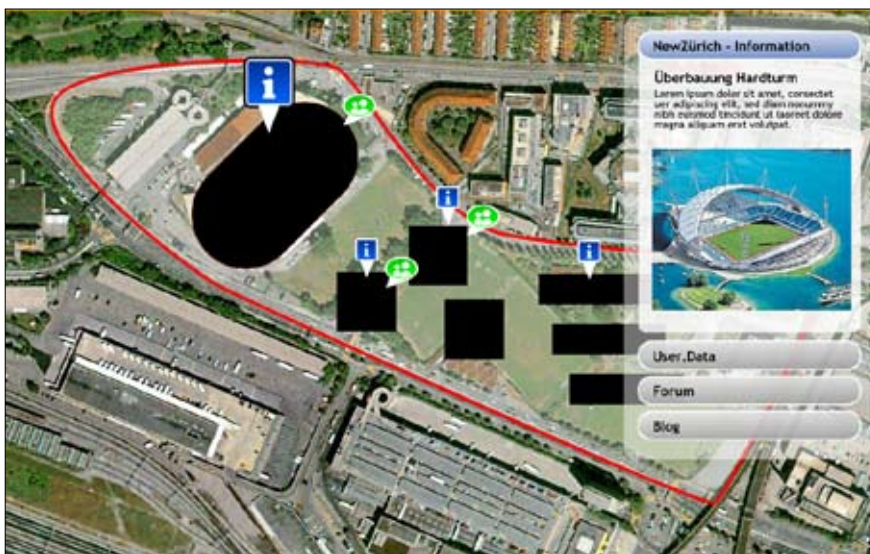 NewZürich - Information
Überbauung Hardturm
Lorem ipsum dolor sit amet, consectet
uer adipiscing elit, sed diam nonummy
nibh euismod tincidunt ut laoreet dolore
magna aliquam erat volutpat.
User.Data
Forum
Blog
i
i
i
i